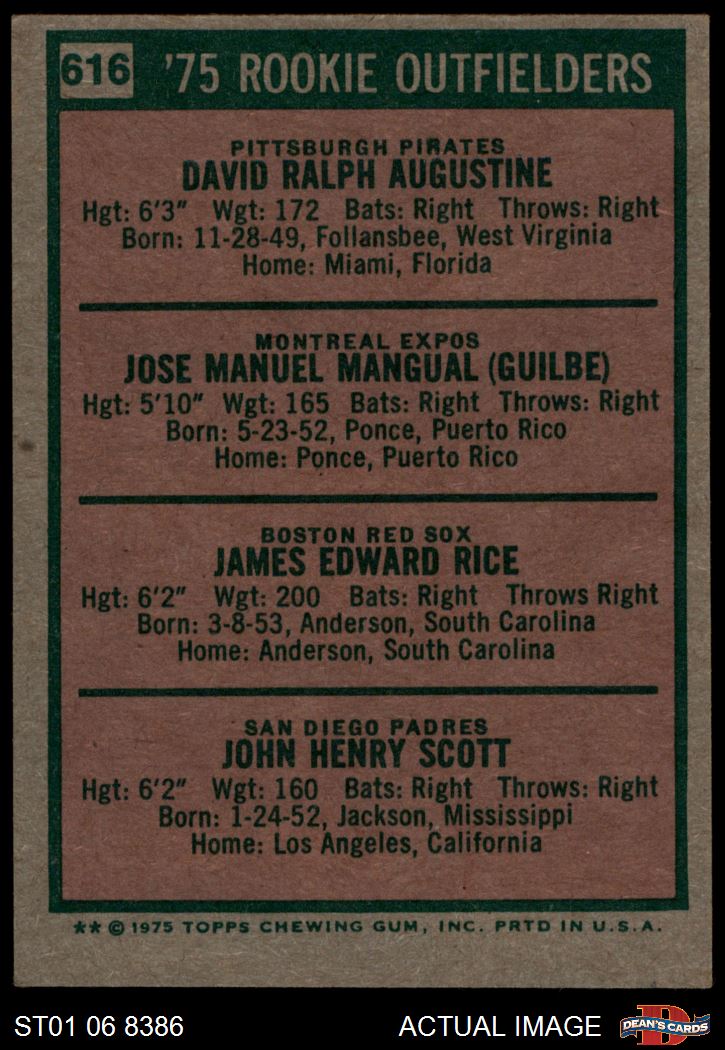 616 '75 ROOKIE OUTFIELDERS
PITTSBURGH PIRATES
DAVID RALPH AUGUSTINE
Hgt: 6'3" Wgt: 172 Bats: Right Throws: Right
Born: 11-28-49, Follansbee, West Virginia
Home: Miami, Florida
MONTREAL EXPOS
JOSE MANUEL MANGUAL (GUILBE)
Hgt: 5'10" Wgt: 165 Bats: Right Throws: Right
Born: 5-23-52, Ponce, Puerto Rico
Home: Ponce, Puerto Rico
BOSTON RED SOX
JAMES EDWARD RICE
Hgt: 6'2" Wgt: 200 Bats: Right Throws Right
Born: 3-8-53, Anderson, South Carolina
Home: Anderson, South Carolina
SAN DIEGO PADRES
JOHN HENRY SCOTT
Hgt: 6'2" Wgt: 160 Bats: Right Throws: Right
Born: 1-24-52, Jackson, Mississippi
Home: Los Angeles, California
** © 1975 TOPPS CHEWING GUM, INC. PRTD IN U.S.A.
ST01 06 8386 ACTUAL IMAGE D DEAN'S CARDS